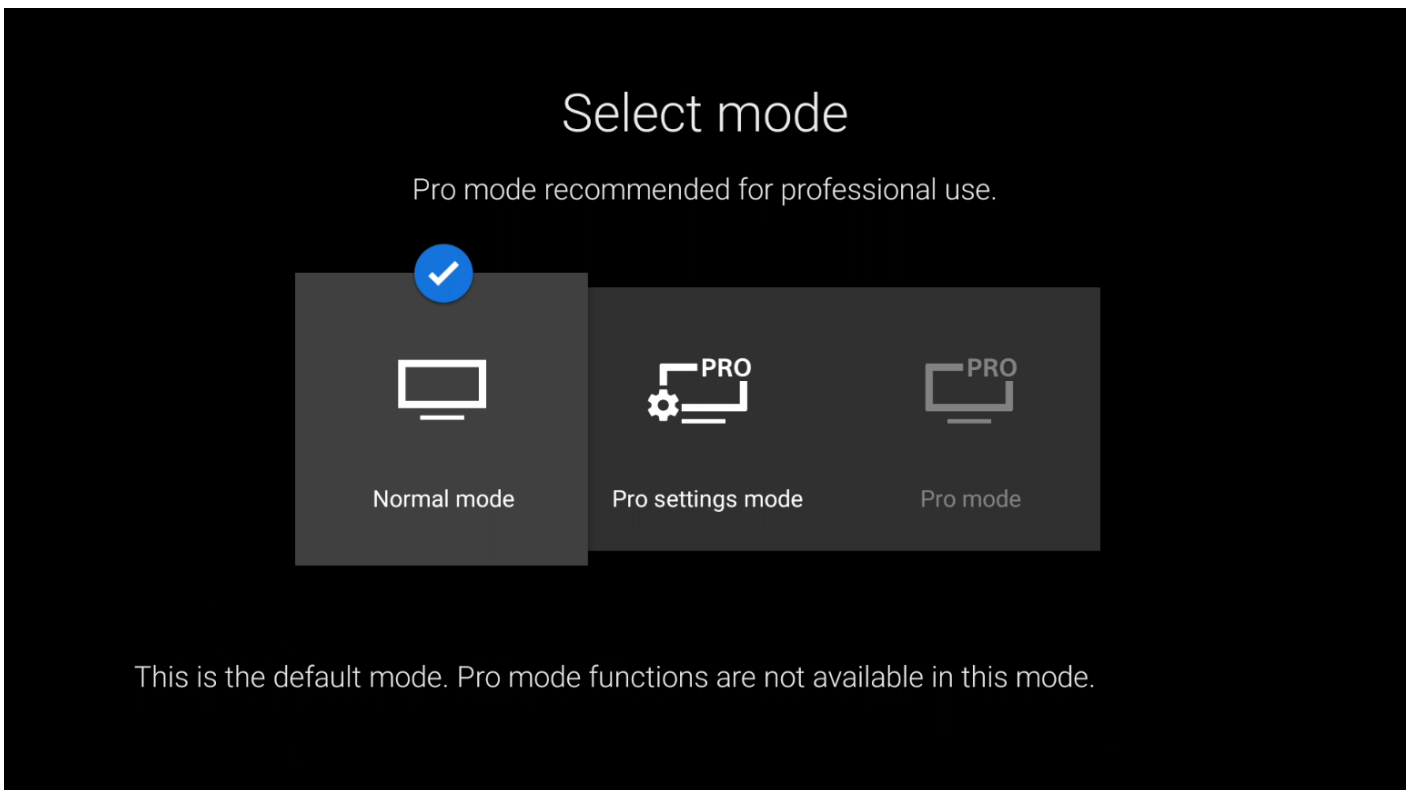 Select mode
Pro mode recommended for professional use.
PRO
PRO
Normal mode
Pro settings mode
Pro mode
This is the default mode. Pro mode functions are not available in this mode.